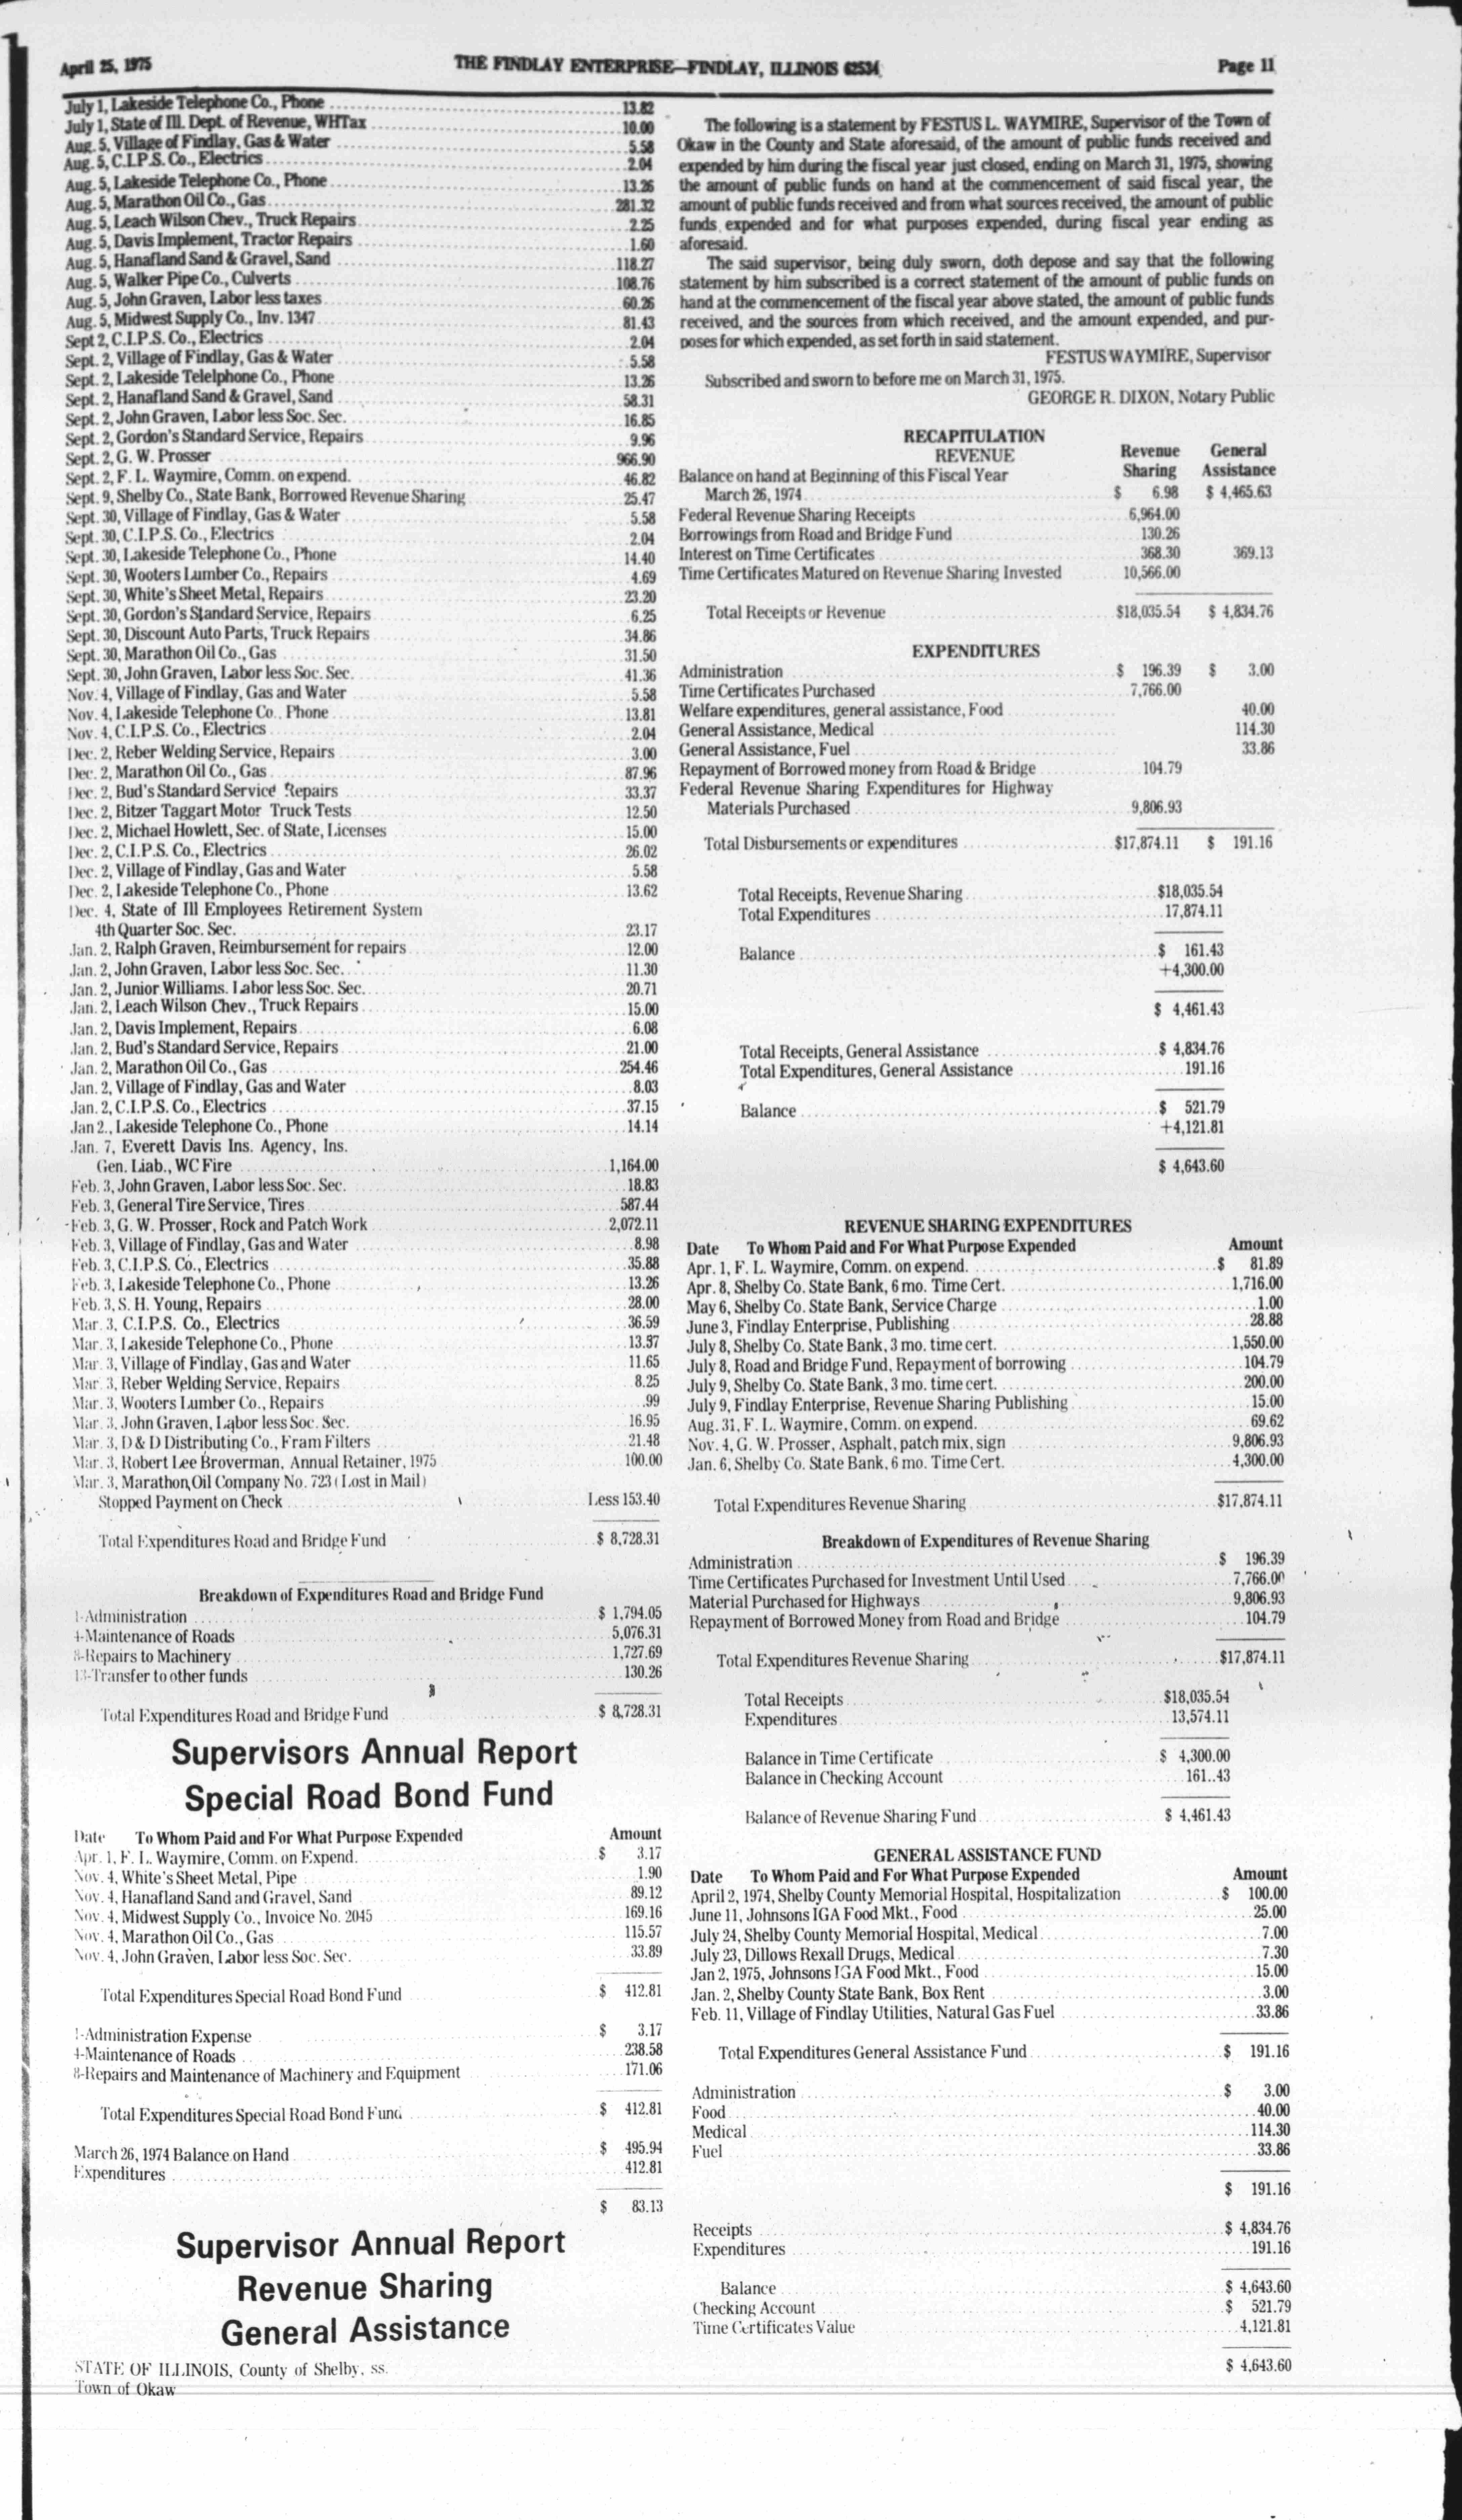 April 25, 1975
THE FINDLAY ENTERPRISE—FINDLAY, ILLINOIS 62534
Page 11
July 1, Lakeside Telephone Co., Phone 13.82
July 1, State of Ill. Dept. of Revenue, WHTax 10.00
Aug. 5, Village of Findlay, Gas & Water 5.58
Aug. 5, C.I.P.S. Co., Electrics 2.04
Aug. 5, Lakeside Telephone Co., Phone 13.26
Aug. 5, Marathon Oil Co., Gas 281.32
Aug. 5, Leach Wilson Chev., Truck Repairs 2.25
Aug. 5, Davis Implement, Tractor Repairs 1.60
Aug. 5, Hanafland Sand & Gravel, Sand 118.27
Aug. 5, Walker Pipe Co., Culverts 108.76
Aug. 5, John Graven, Labor less taxes 60.26
Aug. 5, Midwest Supply Co., Inv. 1347 81.43
Sept 2, C.I.P.S. Co., Electrics 2.04
Sept. 2, Village of Findlay, Gas & Water 5.58
Sept. 2, Lakeside Telelphone Co., Phone 13.26
Sept. 2, Hanafland Sand & Gravel, Sand 58.31
Sept. 2, John Graven, Labor less Soc. Sec. 16.85
Sept. 2, Gordon's Standard Service, Repairs 9.96
Sept. 2, G. W. Prosser 966.90
Sept. 2, F. L. Waymire, Comm. on expend. 46.82
Sept. 9, Shelby Co., State Bank, Borrowed Revenue Sharing 25.47
Sept. 30, Village of Findlay, Gas & Water 5.58
Sept. 30, C.I.P.S. Co., Electrics 2.04
Sept. 30, Lakeside Telephone Co., Phone 14.40
Sept. 30, Wooters Lumber Co., Repairs 4.69
Sept. 30, White's Sheet Metal, Repairs 23.20
Sept. 30, Gordon's Standard Service, Repairs 6.25
Sept. 30, Discount Auto Parts, Truck Repairs 34.86
Sept. 30, Marathon Oil Co., Gas 31.50
Sept. 30, John Graven, Labor less Soc. Sec. 41.36
Nov. 4, Village of Findlay, Gas and Water 5.58
Nov. 4, Lakeside Telephone Co. Phone 13.81
Nov. 4, C.I.P.S. Co., Electrics 2.04
Dec. 2, Reber Welding Service, Repairs 3.00
Dec. 2, Marathon Oil Co., Gas 87.96
Dec. 2, Bud's Standard Service Repairs 33.37
Dec. 2, Bitzer Taggart Motor Truck Tests 12.50
Dec. 2, Michael Howlett, Sec. of State, Licenses 15.00
Dec. 2, C.I.P.S. Co., Electrics 26.02
Dec. 2, Village of Findlay, Gas and Water 5.58
Dec. 2, Lakeside Telephone Co., Phone 13.62
Dec. 4, State of Ill Employees Retirement System
4th Quarter Soc. Sec. 23.17
Jan. 2, Ralph Graven, Reimbursement for repairs 12.00
Jan. 2, John Graven, Labor less Soc. Sec. 11.30
Jan. 2, Junior Williams. Labor less Soc. Sec. 20.71
Jan. 2, Leach Wilson Chev., Truck Repairs 15.00
Jan. 2, Davis Implement, Repairs 6.08
Jan. 2, Bud's Standard Service, Repairs 21.00
Jan. 2, Marathon Oil Co., Gas 254.46
Jan. 2, Village of Findlay, Gas and Water 8.03
Jan. 2, C.I.P.S. Co., Electrics 37.15
Jan 2., Lakeside Telephone Co., Phone 14.14
Jan. 7, Everett Davis Ins. Agency, Ins.
Gen. Liab., WC Fire 1,164.00
Feb. 3, John Graven, Labor less Soc. Sec. 18.83
Feb. 3, General Tire Service, Tires 587.44
Feb. 3, G. W. Prosser, Rock and Patch Work 2,072.11
Feb. 3, Village of Findlay, Gas and Water 8.98
Feb. 3, C.I.P.S. Co., Electrics 35.88
Feb. 3, Lakeside Telephone Co., Phone 13.26
Feb. 3, S. H. Young, Repairs 28.00
Mar. 3, C.I.P.S. Co., Electrics 36.59
Mar. 3, Lakeside Telephone Co., Phone 13.37
Mar. 3, Village of Findlay, Gas and Water 11.65
Mar. 3, Reber Welding Service, Repairs 8.25
Mar. 3, Wooters Lumber Co., Repairs .99
Mar. 3, John Graven, Labor less Soc. Sec. 16.95
Mar. 3, D & D Distributing Co., Fram Filters 21.48
Mar. 3, Robert Lee Broverman, Annual Retainer, 1975 100.00
Mar. 3, Marathon Oil Company No. 723 (Lost in Mail)
Stopped Payment on Check Less 153.40
Total Expenditures Road and Bridge Fund $ 8,728.31
Breakdown of Expenditures Road and Bridge Fund
1-Administration $ 1,794.05
4-Maintenance of Roads 5,076.31
8-Repairs to Machinery 1,727.69
13-Transfer to other funds 130.26
Total Expenditures Road and Bridge Fund $ 8,728.31
Supervisors Annual Report
Special Road Bond Fund
Date To Whom Paid and For What Purpose Expended Amount
Apr. 1, F. L. Waymire, Comm. on Expend. $ 3.17
Nov. 4, White's Sheet Metal, Pipe 1.90
Nov. 4, Hanafland Sand and Gravel, Sand 89.12
Nov. 4, Midwest Supply Co., Invoice No. 2045 169.16
Nov. 4, Marathon Oil Co., Gas 115.57
Nov. 4, John Graven, Labor less Soc. Sec. 33.89
Total Expenditures Special Road Bond Fund $ 412.81
1-Administration Expense $ 3.17
4-Maintenance of Roads 238.58
8-Repairs and Maintenance of Machinery and Equipment 171.06
Total Expenditures Special Road Bond Fund $ 412.81
March 26, 1974 Balance on Hand $ 495.94
Expenditures 412.81
$ 83.13
Supervisor Annual Report
Revenue Sharing
General Assistance
STATE OF ILLINOIS, County of Shelby, ss.
Town of Okaw
The following is a statement by FESTUS L. WAYMIRE, Supervisor of the Town of
Okaw in the County and State aforesaid, of the amount of public funds received and
expended by him during the fiscal year just closed, ending on March 31, 1975, showing
the amount of public funds on hand at the commencement of said fiscal year, the
amount of public funds received and from what sources received, the amount of public
funds expended and for what purposes expended, during fiscal year ending as
aforesaid.
The said supervisor, being duly sworn, doth depose and say that the following
statement by him subscribed is a correct statement of the amount of public funds on
hand at the commencement of the fiscal year above stated, the amount of public funds
received, and the sources from which received, and the amount expended, and pur-
poses for which expended, as set forth in said statement.
FESTUS WAYMIRE, Supervisor
Subscribed and sworn to before me on March 31, 1975.
GEORGE R. DIXON, Notary Public
RECAPITULATION
REVENUE Revenue General
Balance on hand at Beginning of this Fiscal Year Sharing Assistance
March 26, 1974 $ 6.98 $ 4,465.63
Federal Revenue Sharing Receipts 6,964.00
Borrowings from Road and Bridge Fund 130.26
Interest on Time Certificates 368.30 369.13
Time Certificates Matured on Revenue Sharing Invested 10,566.00
Total Receipts or Revenue $18,035.54 $ 4,834.76
EXPENDITURES
Administration $ 196.39 $ 3.00
Time Certificates Purchased 7,766.00
Welfare expenditures, general assistance, Food 40.00
General Assistance, Medical 114.30
General Assistance, Fuel 33.86
Repayment of Borrowed money from Road & Bridge 104.79
Federal Revenue Sharing Expenditures for Highway
Materials Purchased 9,806.93
Total Disbursements or expenditures $17,874.11 $ 191.16
Total Receipts, Revenue Sharing $18,035.54
Total Expenditures 17,874.11
Balance $ 161.43
+4,300.00
$ 4,461.43
Total Receipts, General Assistance $ 4,834.76
Total Expenditures, General Assistance 191.16
Balance $ 521.79
+4,121.81
$ 4,643.60
REVENUE SHARING EXPENDITURES
Date To Whom Paid and For What Purpose Expended Amount
Apr. 1, F. L. Waymire, Comm. on expend. $ 81.89
Apr. 8, Shelby Co. State Bank, 6 mo. Time Cert. 1,716.00
May 6, Shelby Co. State Bank, Service Charge 1.00
June 3, Findlay Enterprise, Publishing 28.88
July 8, Shelby Co. State Bank, 3 mo. time cert. 1,550.00
July 8, Road and Bridge Fund, Repayment of borrowing 104.79
July 9, Shelby Co. State Bank, 3 mo. time cert. 200.00
July 9, Findlay Enterprise, Revenue Sharing Publishing 15.00
Aug. 31, F. L. Waymire, Comm. on expend. 69.62
Nov. 4, G. W. Prosser, Asphalt, patch mix, sign 9,806.93
Jan. 6, Shelby Co. State Bank, 6 mo. Time Cert. 4,300.00
Total Expenditures Revenue Sharing $17,874.11
Breakdown of Expenditures of Revenue Sharing
Administration $ 196.39
Time Certificates Purchased for Investment Until Used 7,766.00
Material Purchased for Highways 9,806.93
Repayment of Borrowed Money from Road and Bridge 104.79
Total Expenditures Revenue Sharing $17,874.11
Total Receipts $18,035.54
Expenditures 13,574.11
Balance in Time Certificate $ 4,300.00
Balance in Checking Account 161..43
Balance of Revenue Sharing Fund $ 4,461.43
GENERAL ASSISTANCE FUND
Date To Whom Paid and For What Purpose Expended Amount
April 2, 1974, Shelby County Memorial Hospital, Hospitalization $ 100.00
June 11, Johnsons IGA Food Mkt., Food 25.00
July 24, Shelby County Memorial Hospital, Medical 7.00
July 23, Dillows Rexall Drugs, Medical 7.30
Jan 2, 1975, Johnsons IGA Food Mkt., Food 15.00
Jan. 2, Shelby County State Bank, Box Rent 3.00
Feb. 11, Village of Findlay Utilities, Natural Gas Fuel 33.86
Total Expenditures General Assistance Fund $ 191.16
Administration $ 3.00
Food 40.00
Medical 114.30
Fuel 33.86
$ 191.16
Receipts $ 4,834.76
Expenditures 191.16
Balance $ 4,643.60
Checking Account $ 521.79
Time Certificates Value 4,121.81
$ 4,643.60